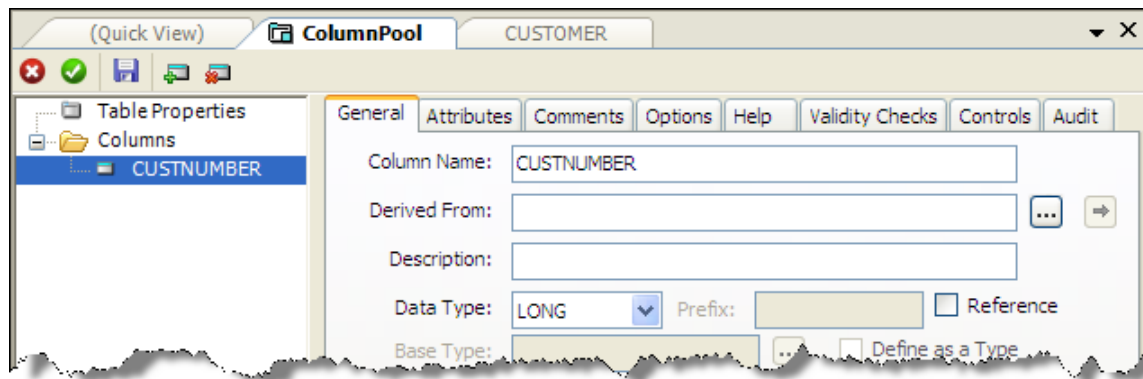 (Quick View) ColumnPool CUSTOMER
Table Properties
Columns
CUSTNUMBER
General Attributes Comments Options Help Validity Checks Controls Audit
Column Name: CUSTNUMBER
Derived From: ...
Description:
Data Type: LONG Prefix: Reference
Base Type: ... Define as a Type